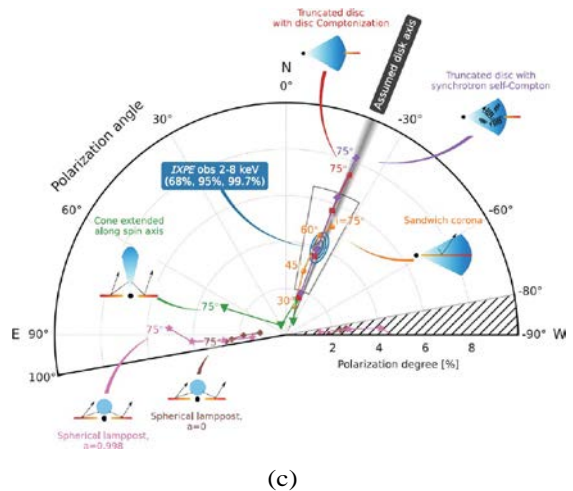 Truncated disc
with disc Comptonization
Assumed disk axis
Truncated disc with
synchrotron self-Compton
N
0°
30°
-30°
Polarization angle
60°
-60°
IXPE obs 2-8 keV
(68%, 95%, 99.7%)
75°
75°
i=75°
60°
45
30°
Sandwich corona
Cone extended
along spin axis
75°
-80°
E 90°
75°
75°
-90° W
100°
2 4 6 8
Polarization degree [%]
Spherical lamppost,
a=0
Spherical lamppost,
a=0.998
(c)